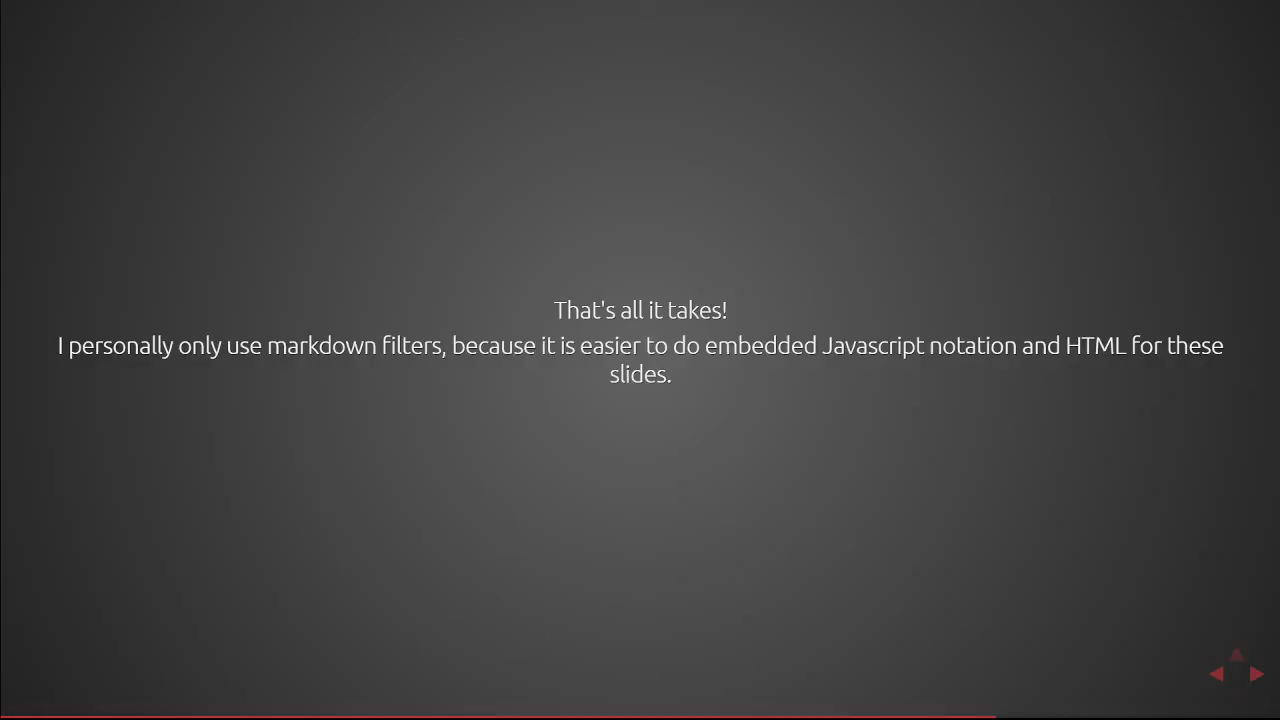 That's all it takes!
I personally only use markdown filters, because it is easier to do embedded Javascript notation and HTML for these
slides.